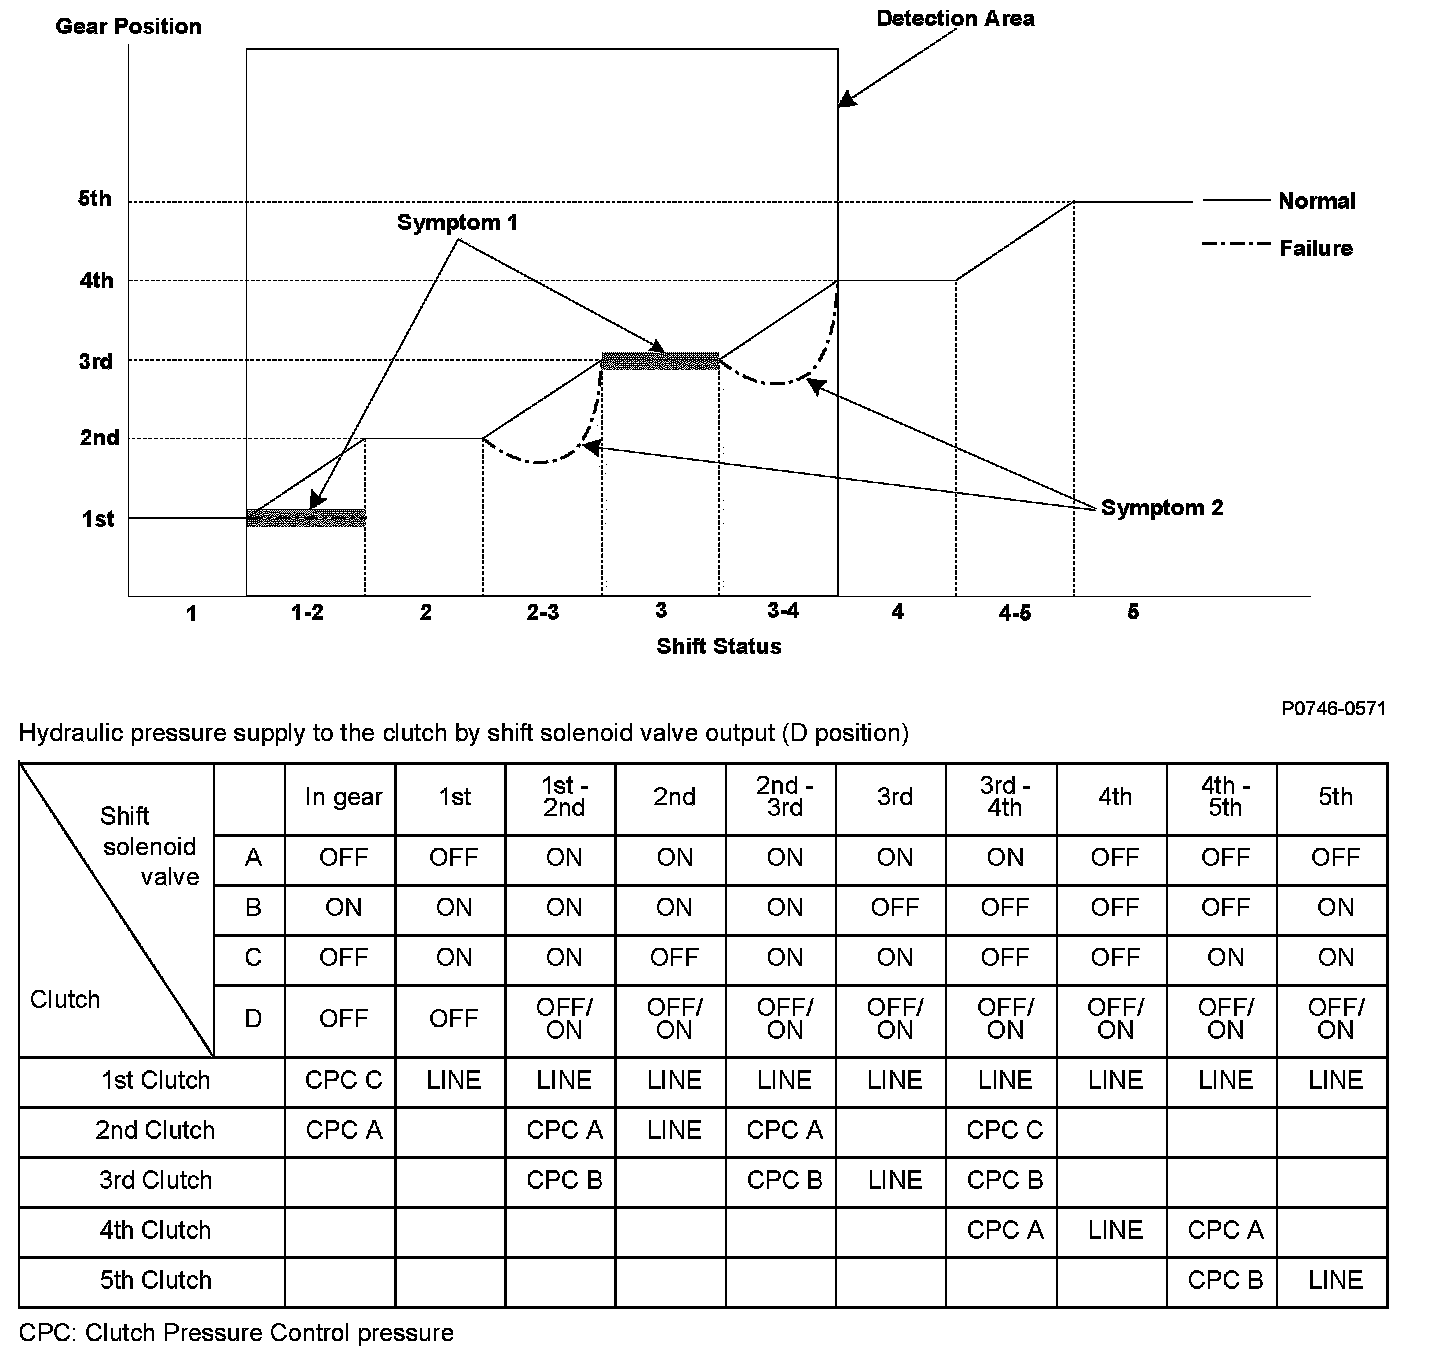 Gear Position
Detection Area
5th
Symptom 1
Normal
Failure
4th
3rd
2nd
1st
Symptom 2
1 1-2 2 2-3 3 3-4 4 4-5 5
Shift Status
P0746-0571
Hydraulic pressure supply to the clutch by shift solenoid valve output (D position)
Shift solenoid valve
Clutch
In gear 1st 1st - 2nd 2nd 2nd - 3rd 3rd 3rd - 4th 4th 4th - 5th 5th
A OFF OFF ON ON ON ON ON OFF OFF OFF
B ON ON ON ON ON OFF OFF OFF OFF ON
C OFF ON ON OFF ON ON OFF OFF ON ON
D OFF OFF OFF/ON OFF/ON OFF/ON OFF/ON OFF/ON OFF/ON OFF/ON OFF/ON
1st Clutch CPC C LINE LINE LINE LINE LINE LINE LINE LINE LINE
2nd Clutch CPC A CPC A LINE CPC A CPC C
3rd Clutch CPC B CPC B LINE CPC B
4th Clutch CPC A LINE CPC A
5th Clutch CPC B LINE
CPC: Clutch Pressure Control pressure